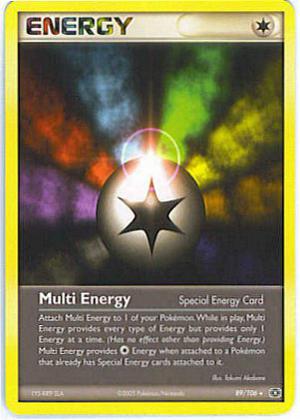 ENERGY
Multi Energy Special Energy Card
Attach Multi Energy to 1 of your Pokémon. While in play, Multi
Energy provides every type of Energy but provides only 1
Energy at a time. (Has no effect other than providing Energy.)
Multi Energy provides Energy when attached to a Pokémon
that already has Special Energy cards attached to it.
Illus. Takumi Akabane
©2005 Pokémon/Nintendo 89/106